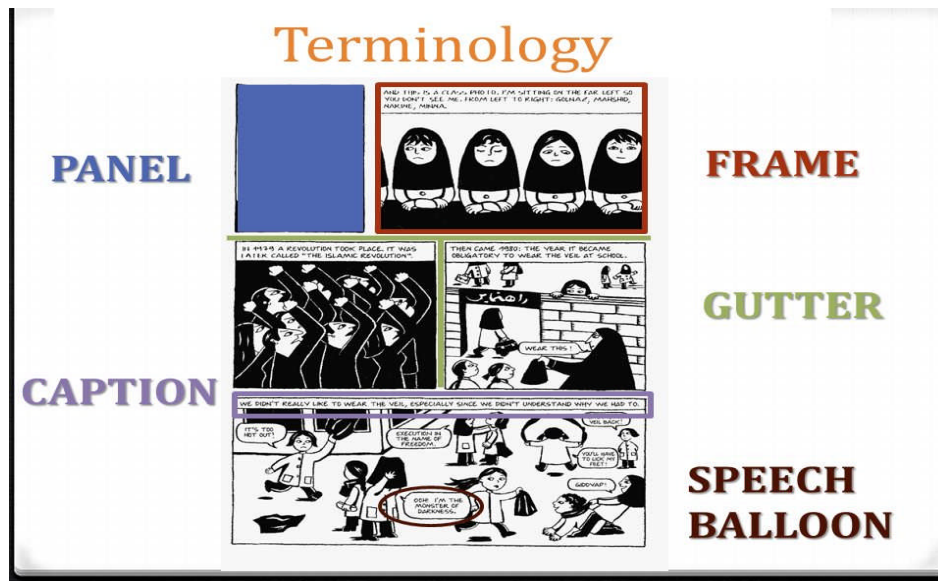 Terminology
PANEL
FRAME
GUTTER
CAPTION
SPEECH
BALLOON
AND THIS IS A CLASS PHOTO. I'M SITTING ON THE FAR LEFT SO
YOU DON'T SEE ME. FROM LEFT TO RIGHT: GOLNAZ, MAHSHID,
NARINE, MINNA.
IN 1979 A REVOLUTION TOOK PLACE. IT WAS
LATER CALLED "THE ISLAMIC REVOLUTION".
THEN CAME 1980: THE YEAR IT BECAME
OBLIGATORY TO WEAR THE VEIL AT SCHOOL.
راهنمایی
WEAR THIS!
WE DIDN'T REALLY LIKE TO WEAR THE VEIL, ESPECIALLY SINCE WE DIDN'T UNDERSTAND WHY WE HAD TO.
IT'S TOO
HOT OUT!
EXECUTION IN
THE NAME OF
FREEDOM.
VEIL BACK!
YOU'LL HAVE
TO LICK MY
FEET!
OOH! I'M THE
MONSTER OF
DARKNESS.
GIDDYAP!